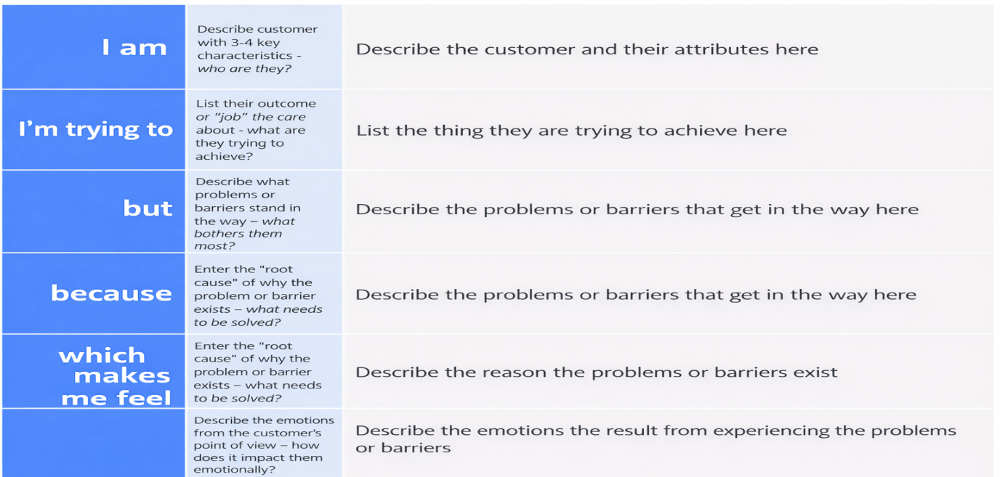 I am
Describe customer
with 3-4 key
characteristics -
who are they?
Describe the customer and their attributes here
I’m trying to
List their outcome
or “job” the care
about - what are
they trying to
achieve?
List the thing they are trying to achieve here
but
Describe what
problems or
barriers stand in
the way – what
bothers them
most?
Describe the problems or barriers that get in the way here
because
Enter the "root
cause" of why the
problem or barrier
exists – what needs
to be solved?
Describe the problems or barriers that get in the way here
which
makes
me feel
Enter the "root
cause" of why the
problem or barrier
exists – what needs
to be solved?
Describe the reason the problems or barriers exist
Describe the emotions
from the customer’s
point of view – how
does it impact them
emotionally?
Describe the emotions the result from experiencing the problems
or barriers